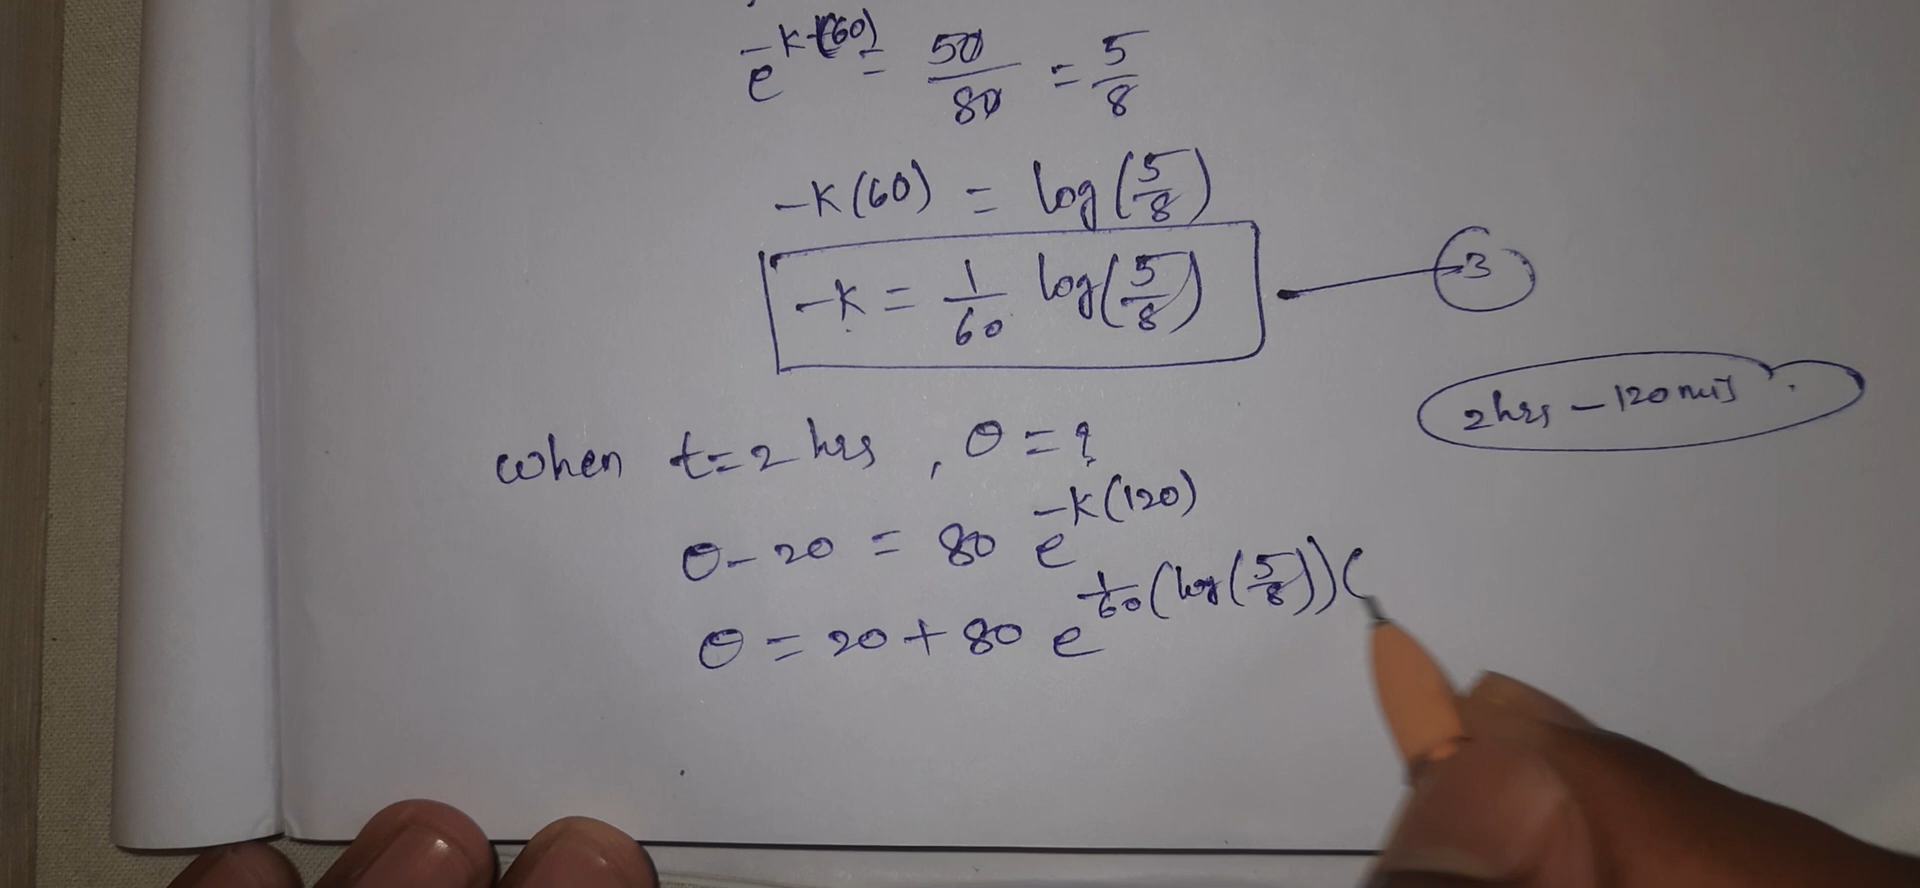 e^-k(60) = 50/80 = 5/8
-K(60) = log(5/8)
-K = 1/60 log(5/8) 3
2hrs - 120
when t=2 hrs, θ=?
θ-20 = 80 e^-K(120)
θ = 20+80 e^1/60(log(5/8))(